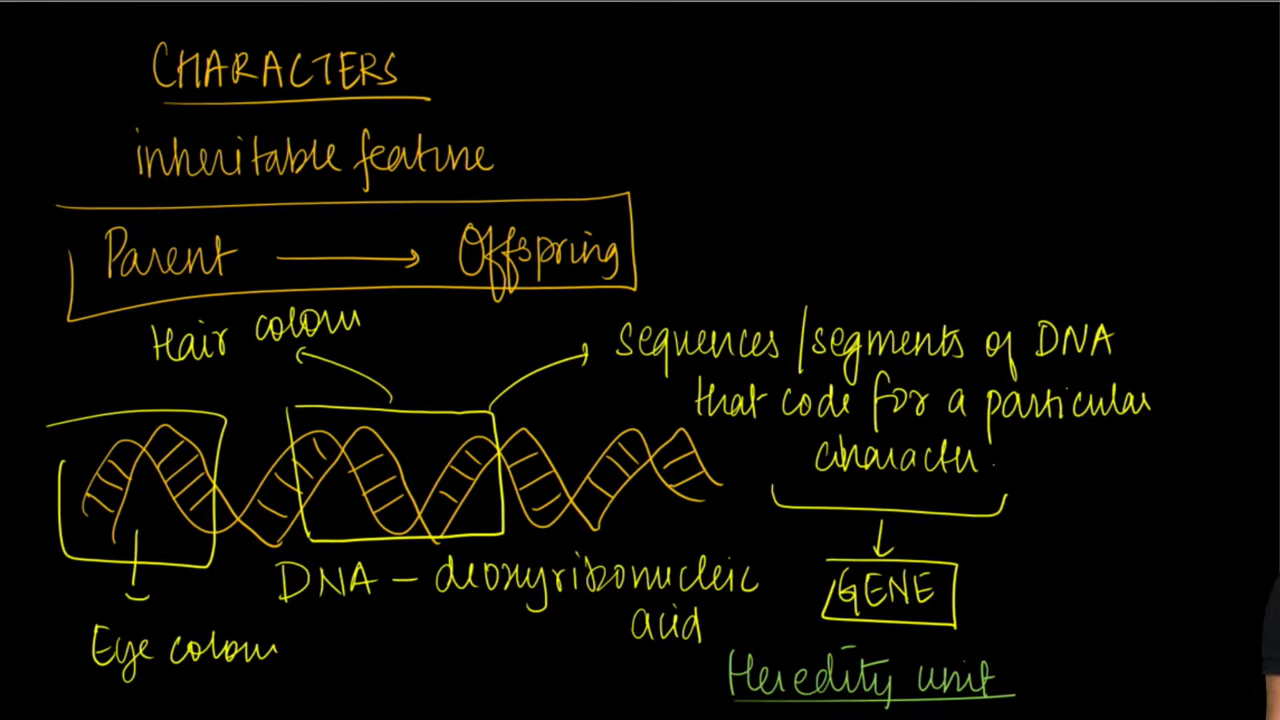 CHARACTERS
inheritable feature
Parent → Offspring
Hair colour
sequences/segments of DNA
that code for a particular
character.
GENE
Heredity unit
DNA - deoxyribonucleic
acid
Eye colour